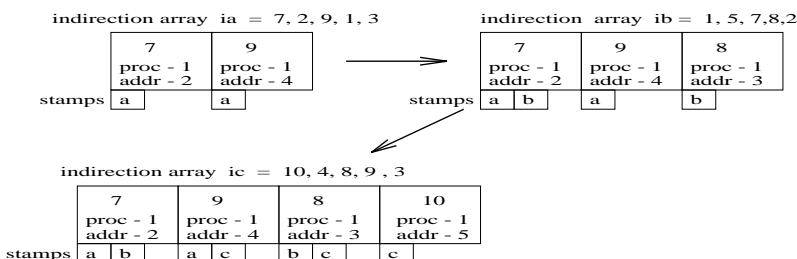 indirection array ia = 7, 2, 9, 1, 3
7 9
proc - 1 proc - 1
addr - 2 addr - 4
stamps a a
indirection array ib = 1, 5, 7,8,2
7 9 8
proc - 1 proc - 1 proc - 1
addr - 2 addr - 4 addr - 3
stamps a b a b
indirection array ic = 10, 4, 8, 9 , 3
7 9 8 10
proc - 1 proc - 1 proc - 1 proc - 1
addr - 2 addr - 4 addr - 3 addr - 5
stamps a b a c b c c